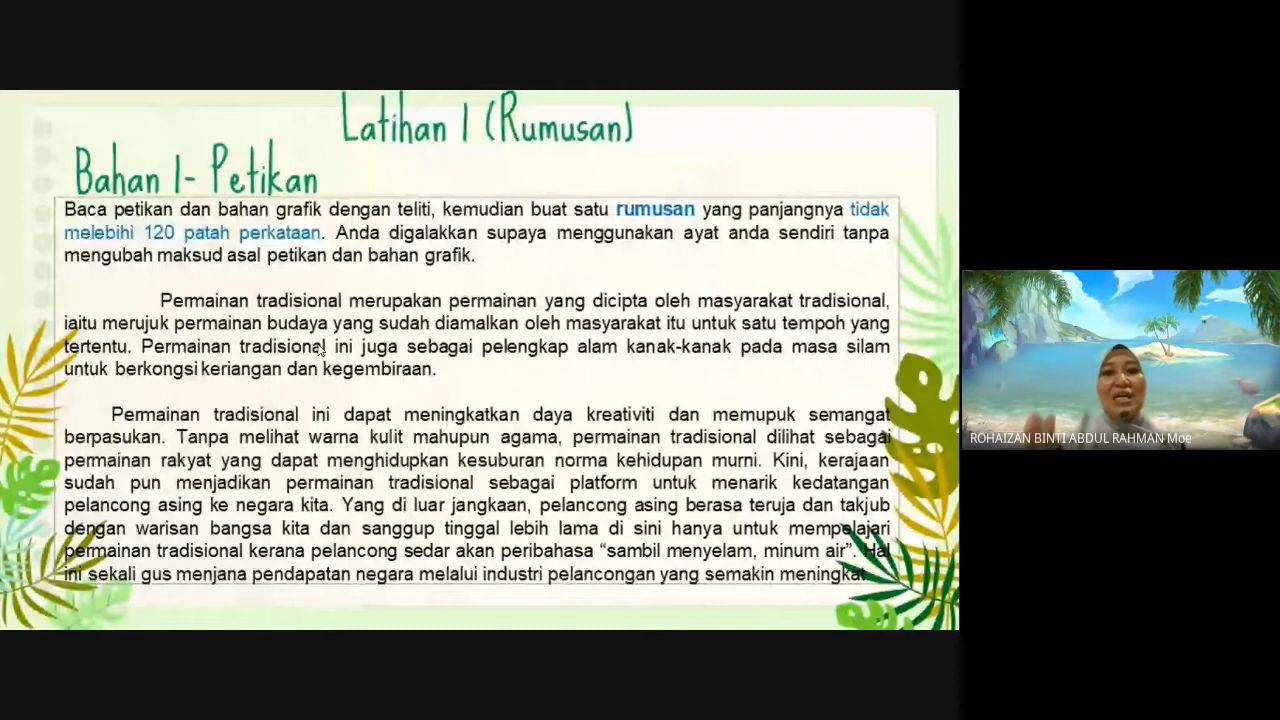 Latihan 1 (Rumusan)
Bahan 1- Petikan
Baca petikan dan bahan grafik dengan teliti, kemudian buat satu rumusan yang panjangnya tidak
melebihi 120 patah perkataan. Anda digalakkan supaya menggunakan ayat anda sendiri tanpa
mengubah maksud asal petikan dan bahan grafik.
Permainan tradisional merupakan permainan yang dicipta oleh masyarakat tradisional,
iaitu merujuk permainan budaya yang sudah diamalkan oleh masyarakat itu untuk satu tempoh yang
tertentu. Permainan tradisional ini juga sebagai pelengkap alam kanak-kanak pada masa silam
untuk berkongsi keriangan dan kegembiraan.
Permainan tradisional ini dapat meningkatkan daya kreativiti dan memupuk semangat
berpasukan. Tanpa melihat warna kulit mahupun agama, permainan tradisional dilihat sebagai
permainan rakyat yang dapat menghidupkan kesuburan norma kehidupan murni. Kini, kerajaan
sudah pun menjadikan permainan tradisional sebagai platform untuk menarik kedatangan
pelancong asing ke negara kita. Yang di luar jangkaan, pelancong asing berasa teruja dan takjub
dengan warisan bangsa kita dan sanggup tinggal lebih lama di sini hanya untuk mempelajari
permainan tradisional kerana pelancong sedar akan peribahasa “sambil menyelam, minum air”. Hal
ini sekali gus menjana pendapatan negara melalui industri pelancongan yang semakin meningkat.
ROHAIZAN BINTI ABDUL RAHMAN Moe